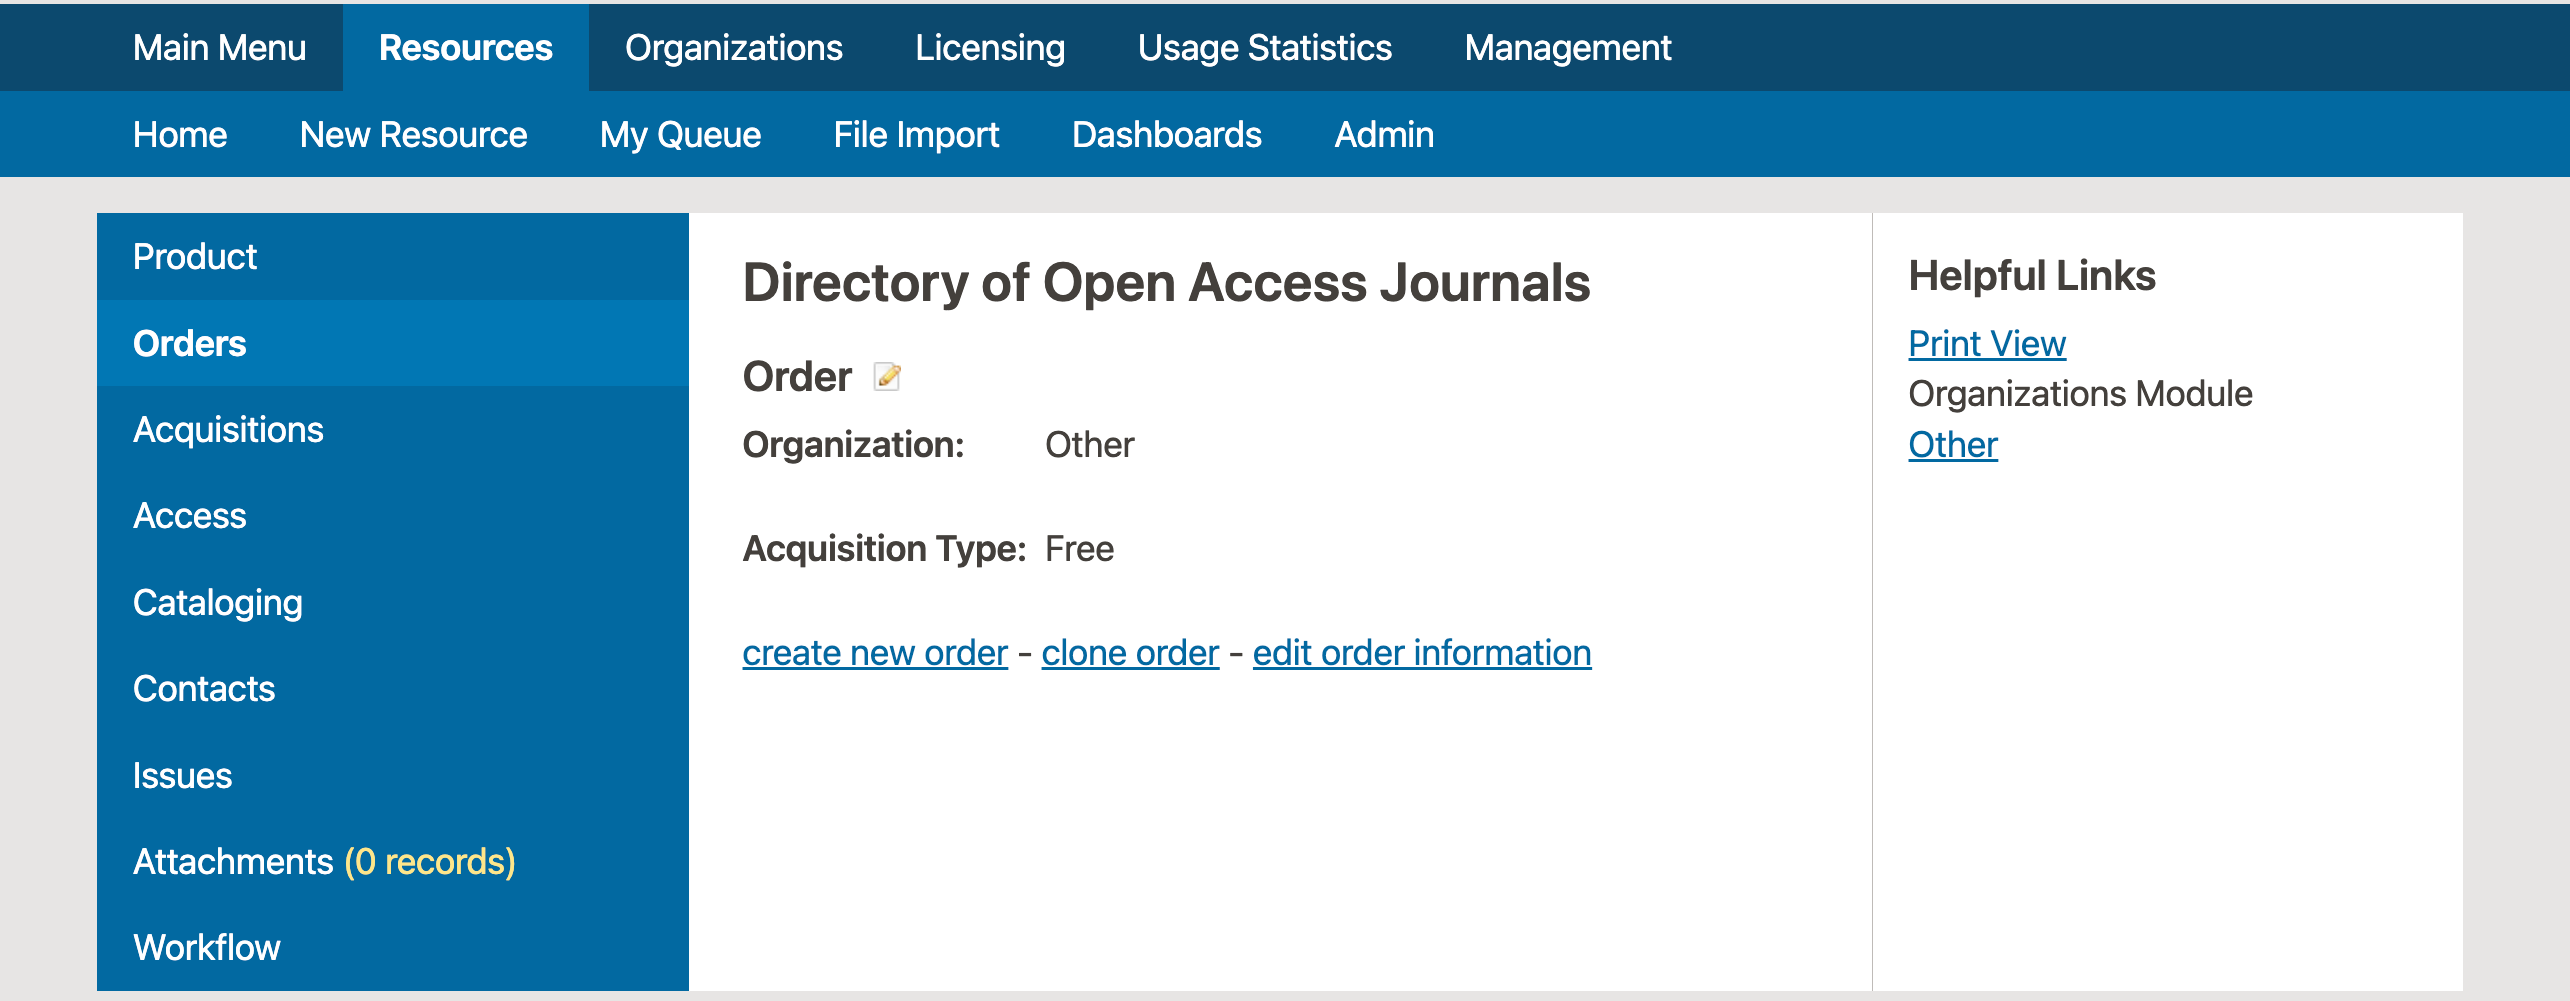 Main Menu Resources Organizations Licensing Usage Statistics Management
Home New Resource My Queue File Import Dashboards Admin
Product
Orders
Acquisitions
Access
Cataloging
Contacts
Issues
Attachments (0 records)
Workflow
Directory of Open Access Journals
Order
Organization: Other
Acquisition Type: Free
create new order - clone order - edit order information
Helpful Links
Print View
Organizations Module
Other